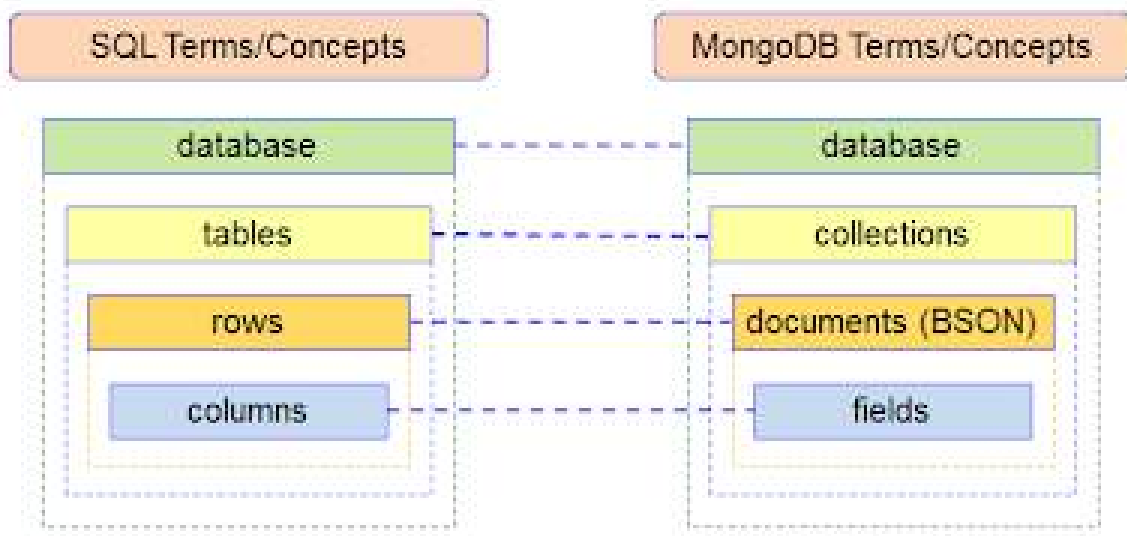 SQL Terms/Concepts
MongoDB Terms/Concepts
database
database
tables
collections
rows
documents (BSON)
columns
fields